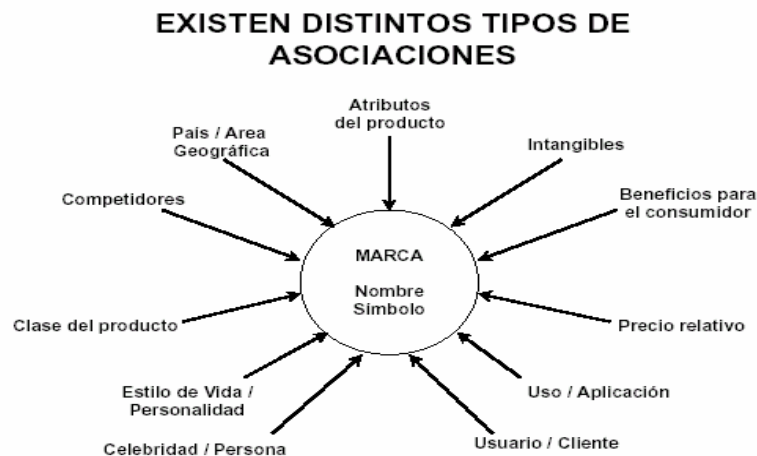 EXISTEN DISTINTOS TIPOS DE
ASOCIACIONES
Atributos
del producto
País / Area
Geográfica
Intangibles
Competidores
Beneficios para
el consumidor
MARCA
Nombre
Símbolo
Clase del producto
Precio relativo
Estilo de Vida /
Personalidad
Uso / Aplicación
Celebridad / Persona
Usuario / Cliente